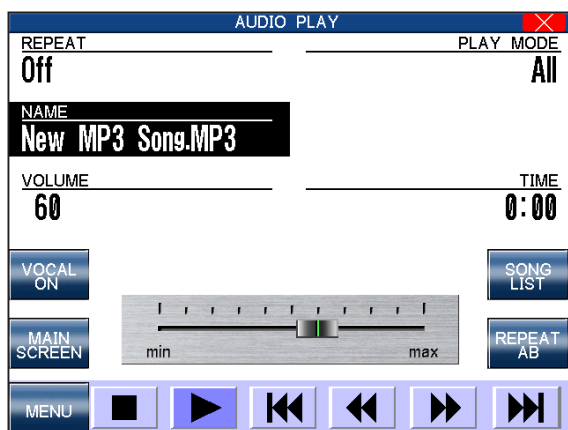 AUDIO PLAY
REPEAT
PLAY MODE
Off
All
NAME
New MP3 Song.MP3
VOLUME
TIME
60
0:00
VOCAL
ON
SONG
LIST
MAIN
SCREEN
min
max
REPEAT
AB
MENU